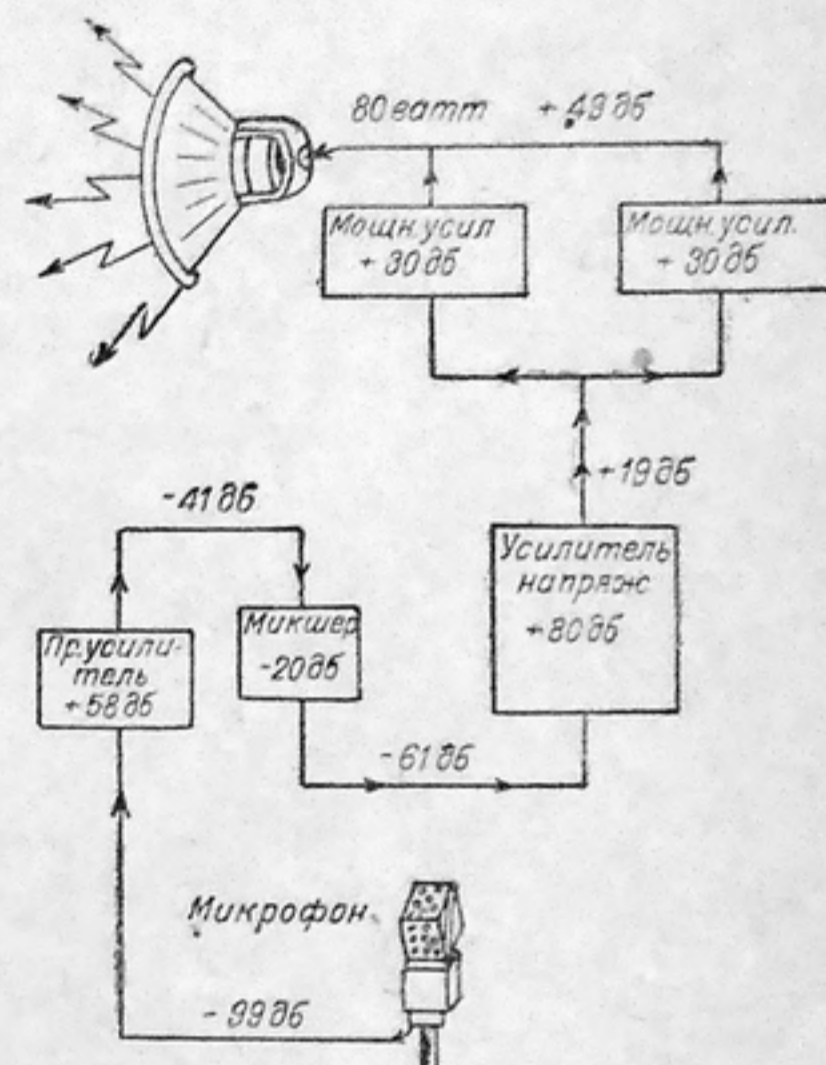 80 ватт + 49 дб
Мощн. усил
+ 30 дб
Мощн. усил.
+ 30 дб
+19 дб
-41 дб
Усилитель
напряж
+80 дб
Микшер
-20 дб
Пр.усили-
тель
+58 дб
-61 дб
Микрофон
- 99 дб